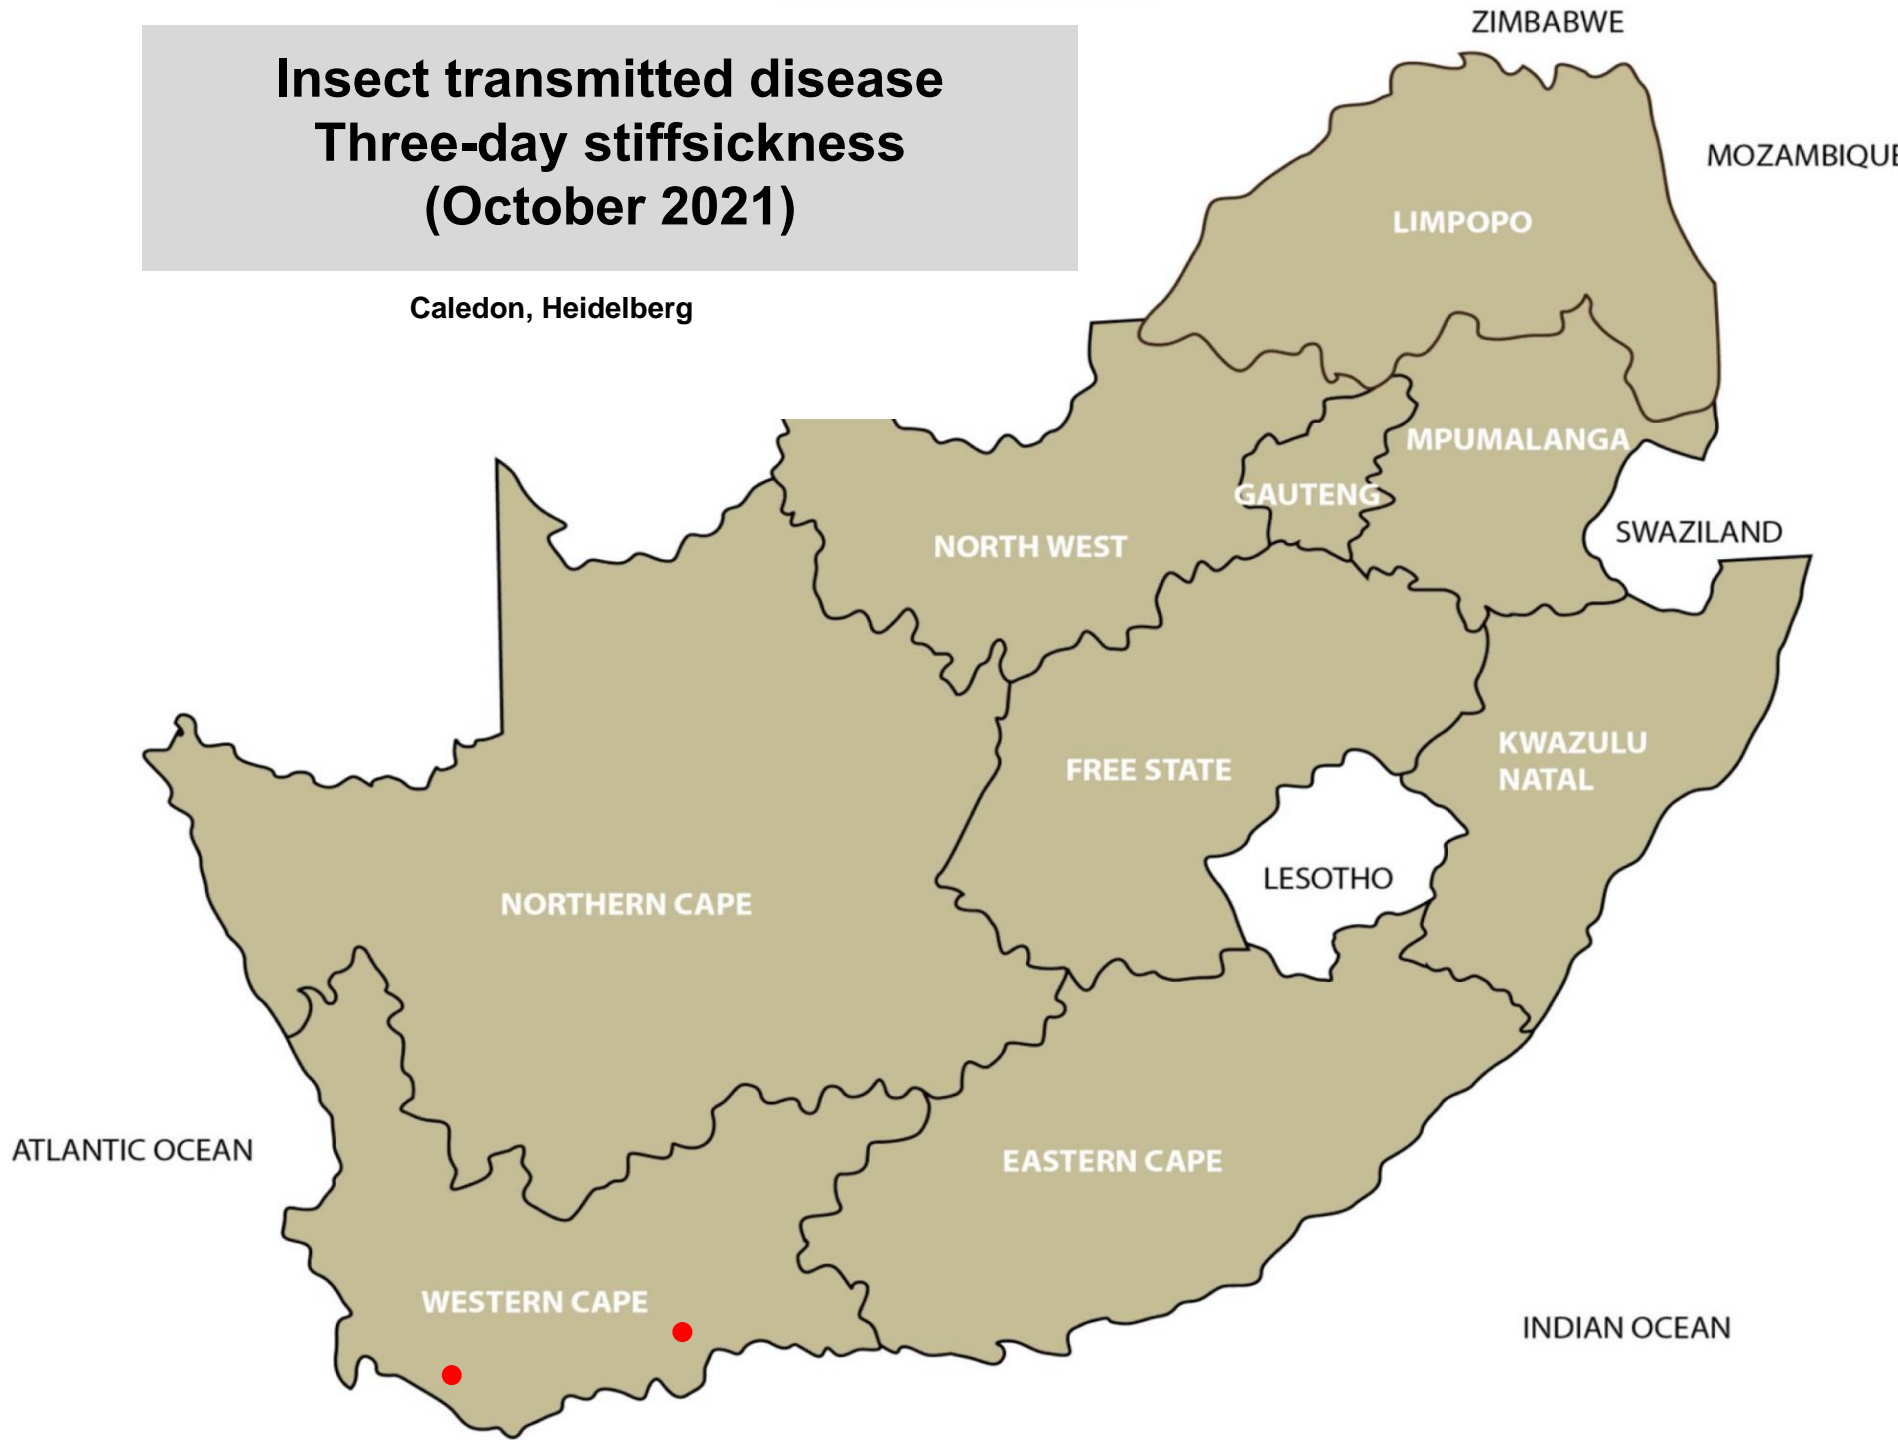 ZIMBABWE
Insect transmitted disease
Three-day stiffsickness
(October 2021)
MOZAMBIQUE
LIMPOPO
Caledon, Heidelberg
MPUMALANGA
GAUTENG
SWAZILAND
NORTH WEST
KWAZULU
NATAL
FREE STATE
LESOTHO
NORTHERN CAPE
ATLANTIC OCEAN
EASTERN CAPE
WESTERN CAPE
INDIAN OCEAN